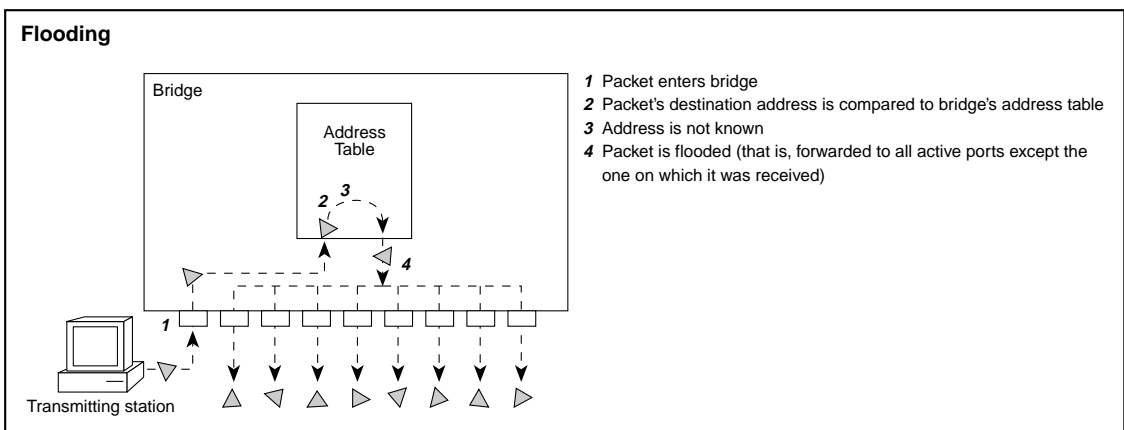 Flooding
Bridge
Address
Table
2
3
4
1
Transmitting station
1 Packet enters bridge
2 Packet's destination address is compared to bridge's address table
3 Address is not known
4 Packet is flooded (that is, forwarded to all active ports except the
one on which it was received)